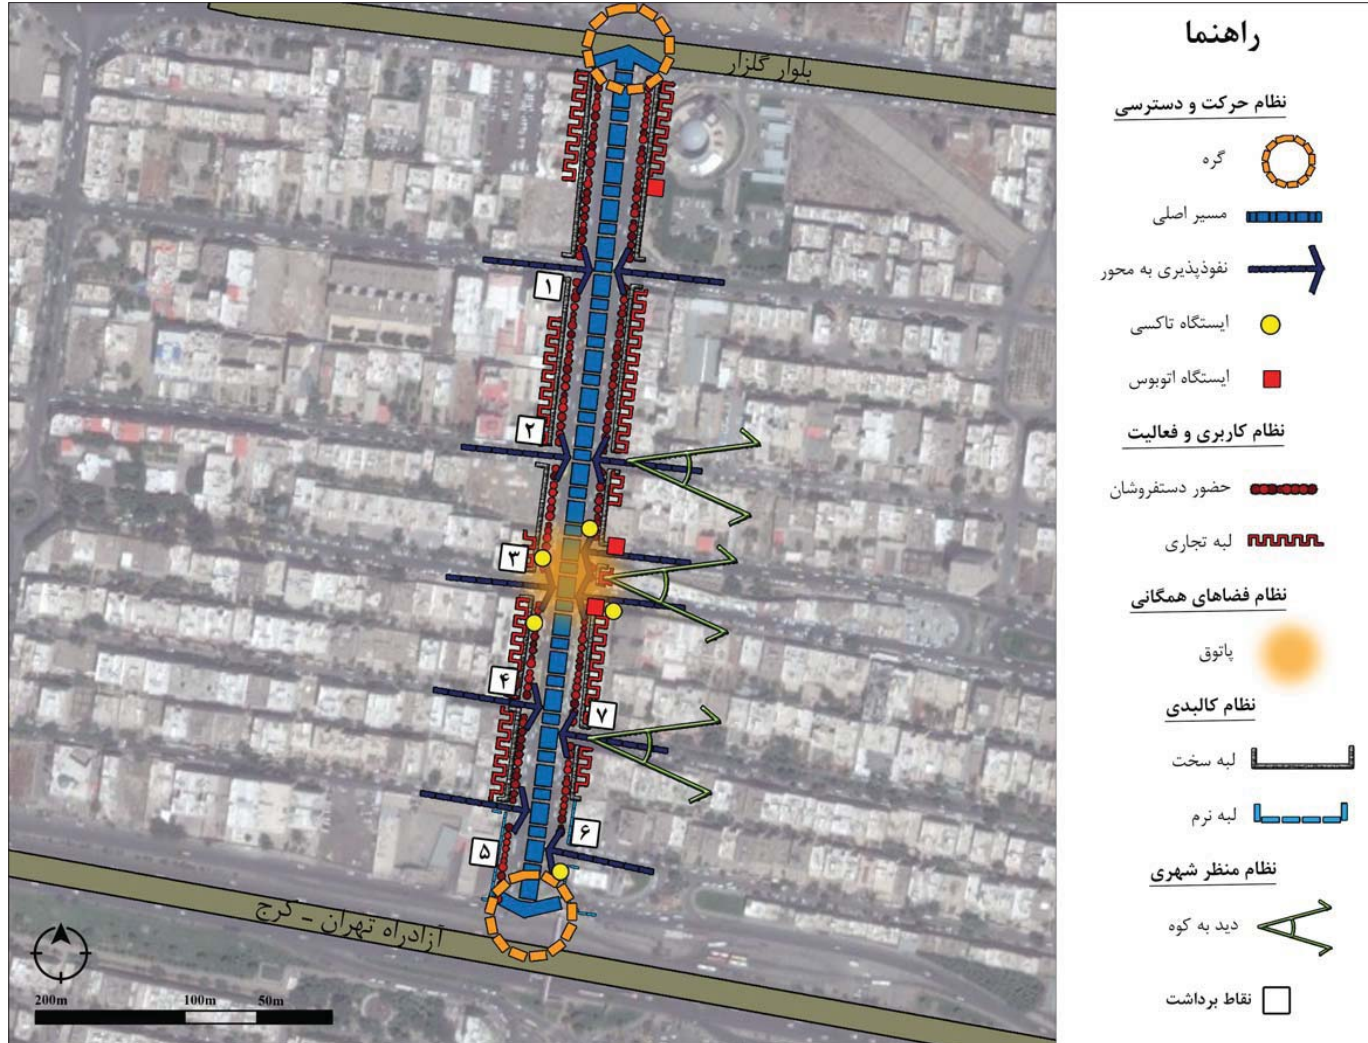 بلوار گلزار
۱
۲
۳
۴
۷
۵
۶
آزادراه تهران - کرج
200m
100m
50m
راهنما
نظام حرکت و دسترسی
گره
مسیر اصلی
نفوذپذیری به محور
ایستگاه تاکسی
ایستگاه اتوبوس
نظام کاربری و فعالیت
حضور دستفروشان
لبه تجاری
نظام فضاهای همگانی
پاتوق
نظام کالبدی
لبه سخت
لبه نرم
نظام منظر شهری
دید به کوه
نقاط برداشت